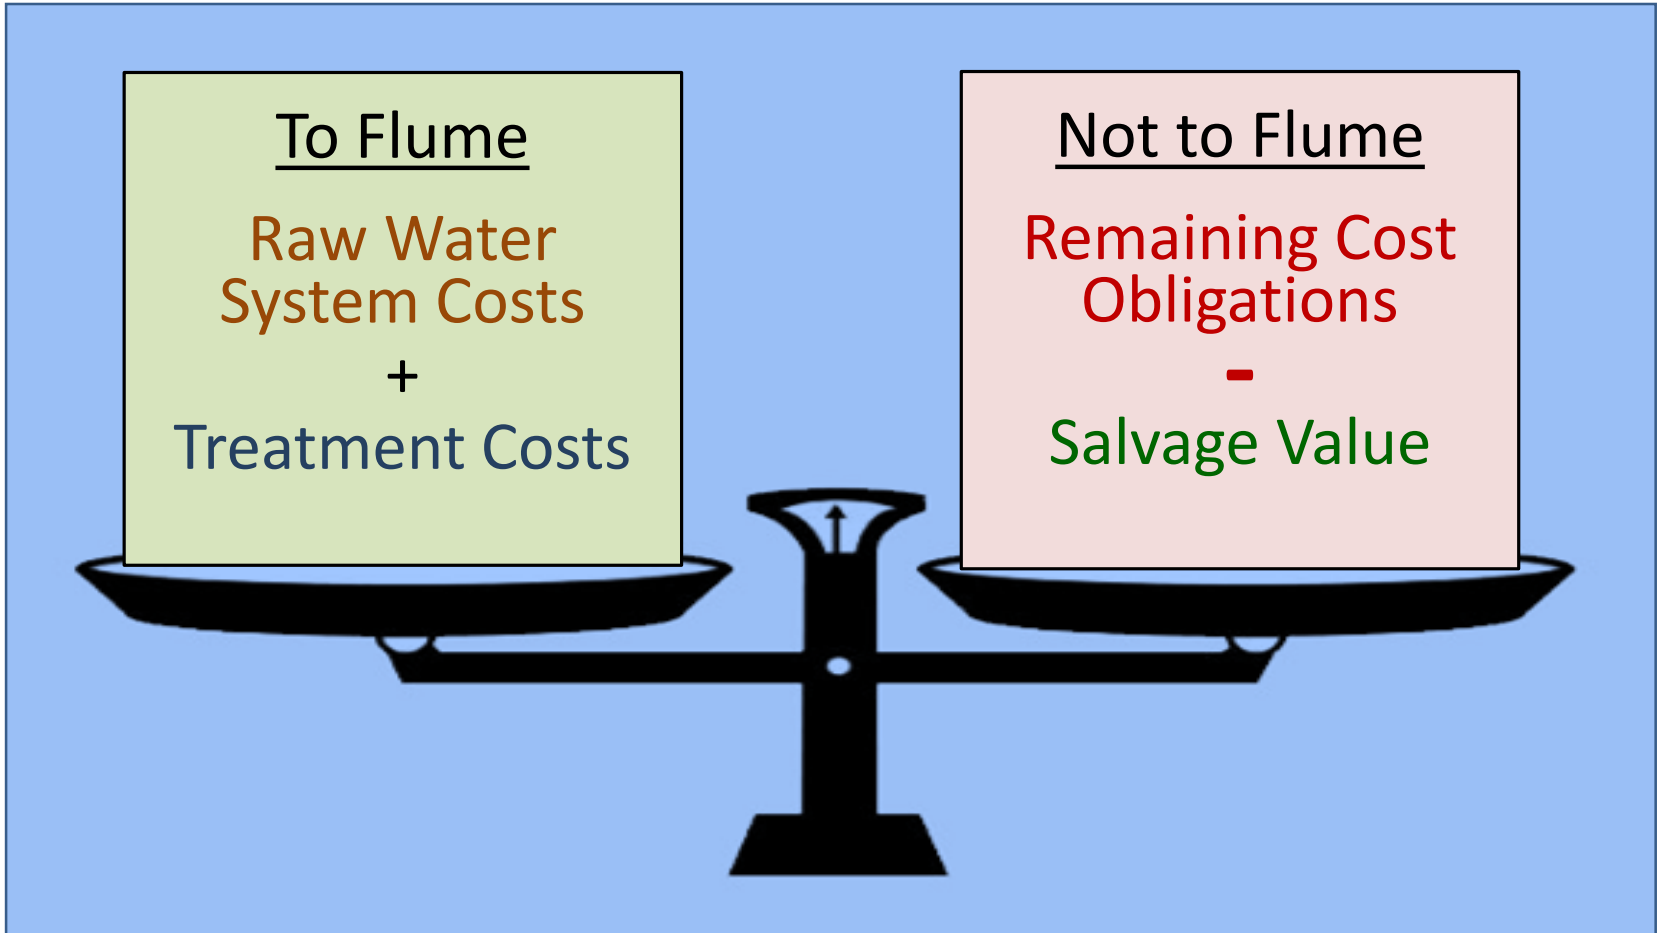 To Flume
Raw Water
System Costs
+
Treatment Costs
Not to Flume
Remaining Cost
Obligations
-
Salvage Value